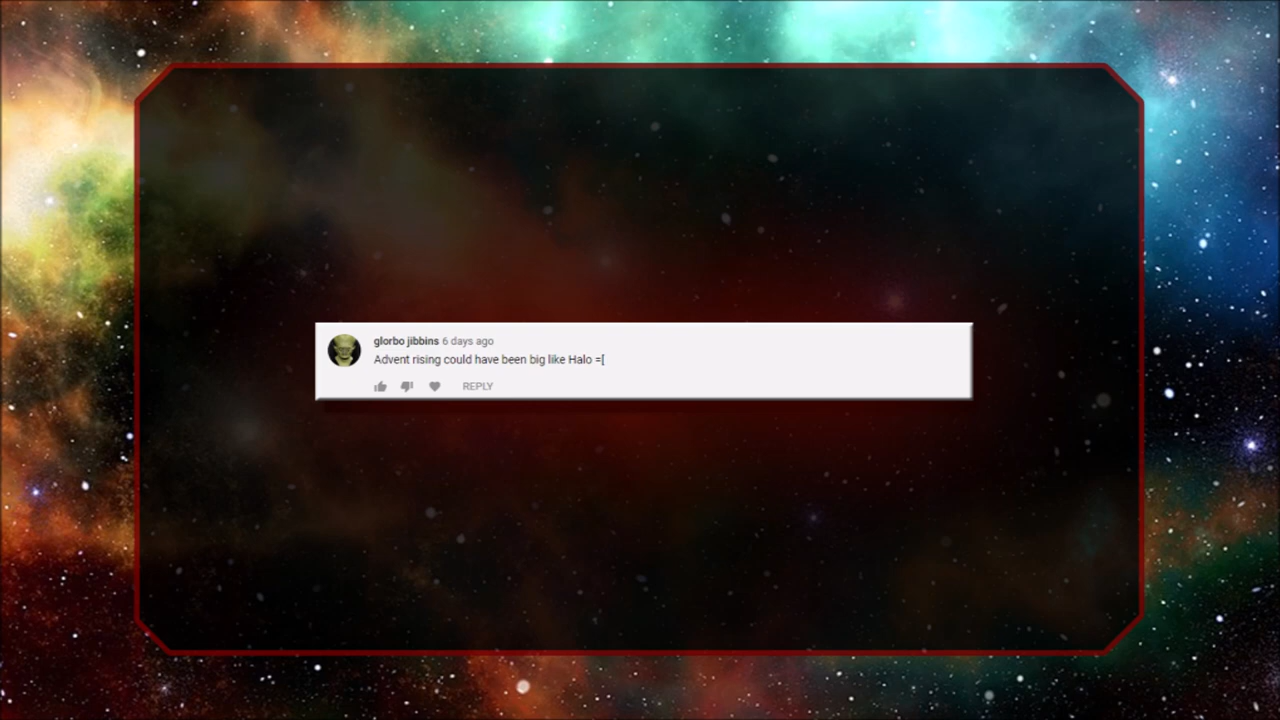 glorbo jibbins 6 days ago
Advent rising could have been big like Halo =[
REPLY